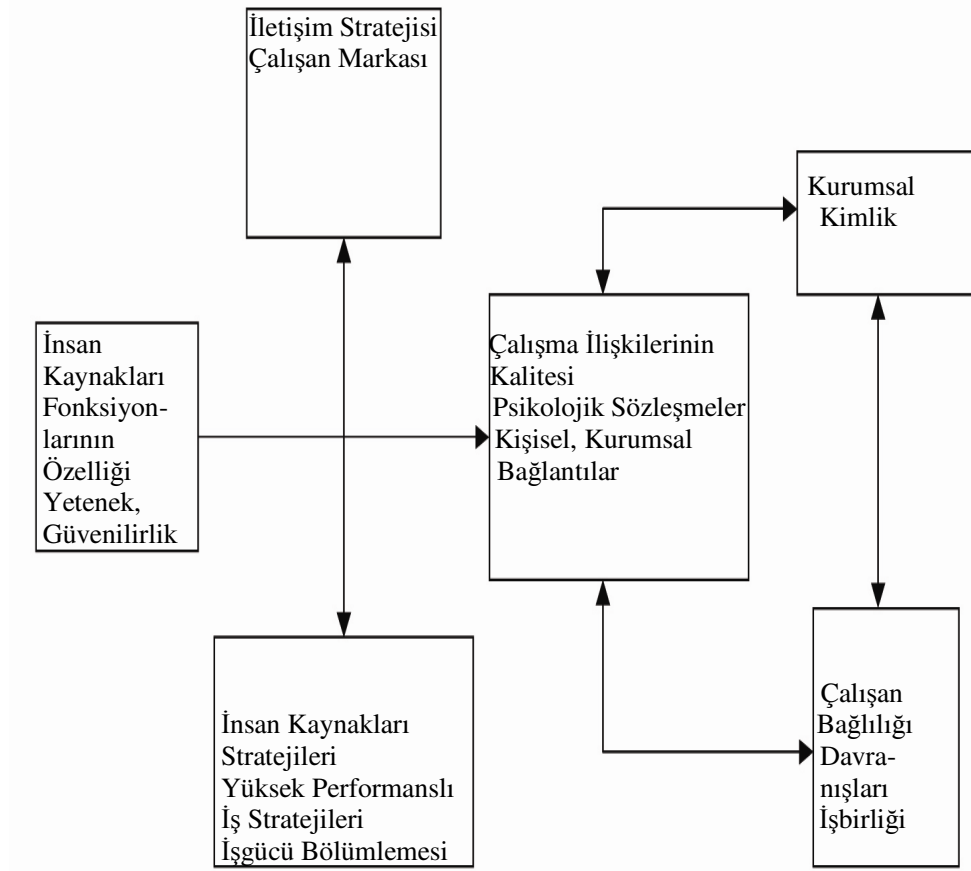 İletişim Stratejisi
Çalışan Markası
Kurumsal
Kimlik
İnsan
Kaynakları
Fonksiyon-
larının
Özelliği
Yetenek,
Güvenilirlik
Çalışma İlişkilerinin
Kalitesi
Psikolojik Sözleşmeler
Kişisel, Kurumsal
Bağlantılar
İnsan Kaynakları
Stratejileri
Yüksek Performanslı
İş Stratejileri
İşgücü Bölümlemesi
Çalışan
Bağlılığı
Davra-
nışları
İşbirliği